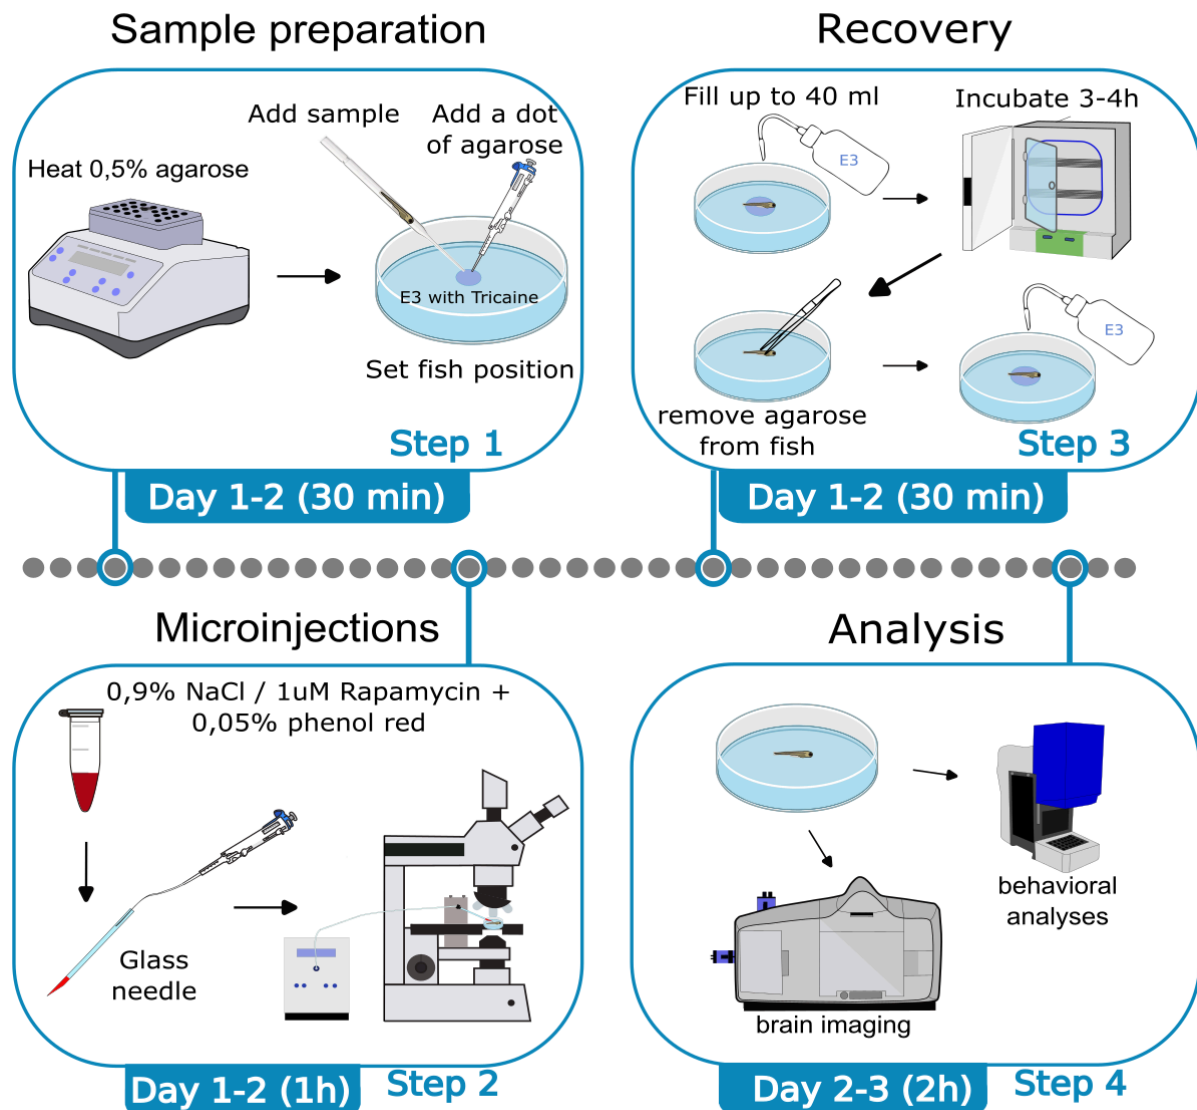 Sample preparation
Heat 0,5% agarose
Add sample
Add a dot
of agarose
E3 with Tricaine
Set fish position
Step 1
Day 1-2 (30 min)
Microinjections
0,9% NaCl / 1uM Rapamycin +
0,05% phenol red
Glass
needle
Day 1-2 (1h)
Step 2
Recovery
Fill up to 40 ml
E3
Incubate 3-4h
remove agarose
from fish
E3
Step 3
Day 1-2 (30 min)
Analysis
behavioral
analyses
brain imaging
Day 2-3 (2h)
Step 4